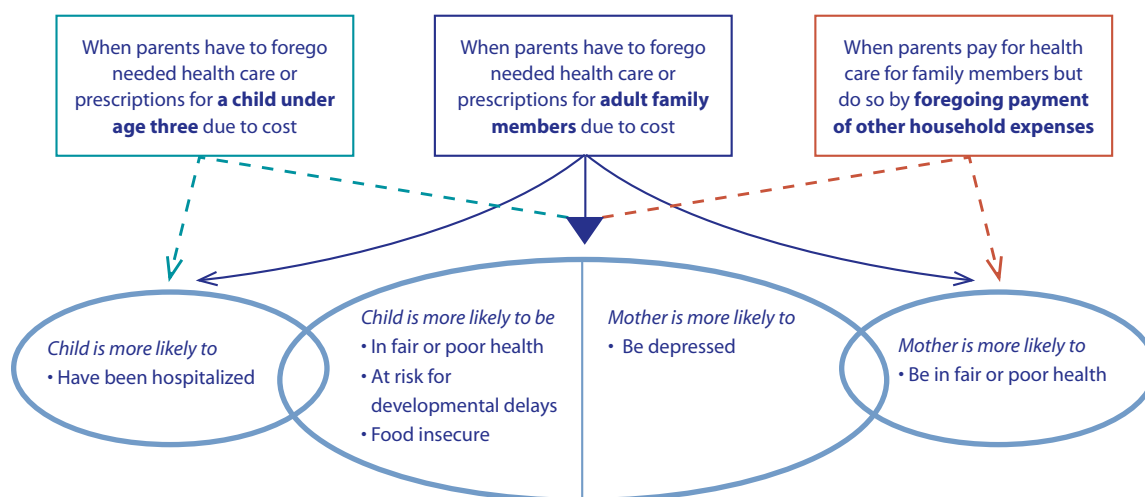 When parents have to forego
needed health care or
prescriptions for a child under
age three due to cost
When parents have to forego
needed health care or
prescriptions for adult family
members due to cost
When parents pay for health
care for family members but
do so by foregoing payment
of other household expenses
Child is more likely to
• Have been hospitalized
Child is more likely to be
• In fair or poor health
• At risk for
developmental delays
• Food insecure
Mother is more likely to
• Be depressed
Mother is more likely to
• Be in fair or poor health